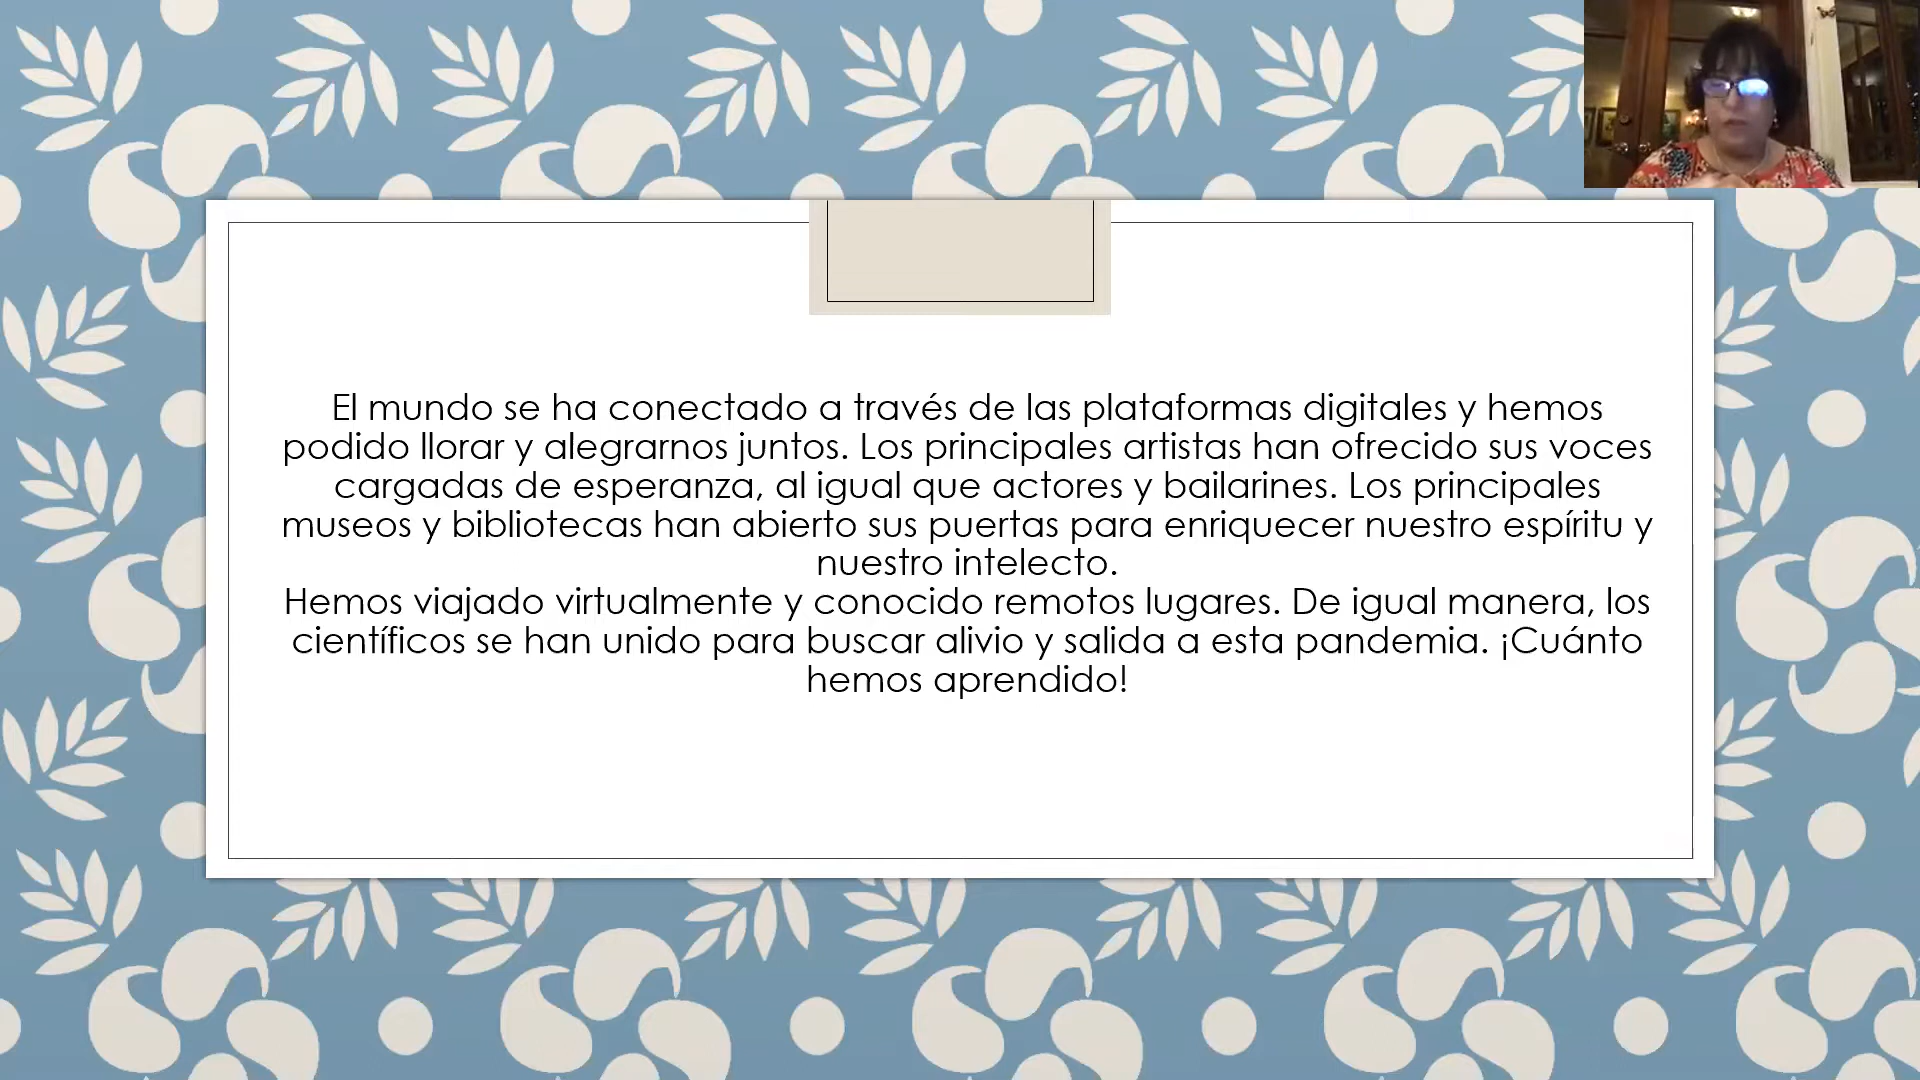 El mundo se ha conectado a través de las plataformas digitales y hemos
podido llorar y alegrarnos juntos. Los principales artistas han ofrecido sus voces
cargadas de esperanza, al igual que actores y bailarines. Los principales
museos y bibliotecas han abierto sus puertas para enriquecer nuestro espíritu y
nuestro intelecto.
Hemos viajado virtualmente y conocido remotos lugares. De igual manera, los
científicos se han unido para buscar alivio y salida a esta pandemia. ¡Cuánto
hemos aprendido!